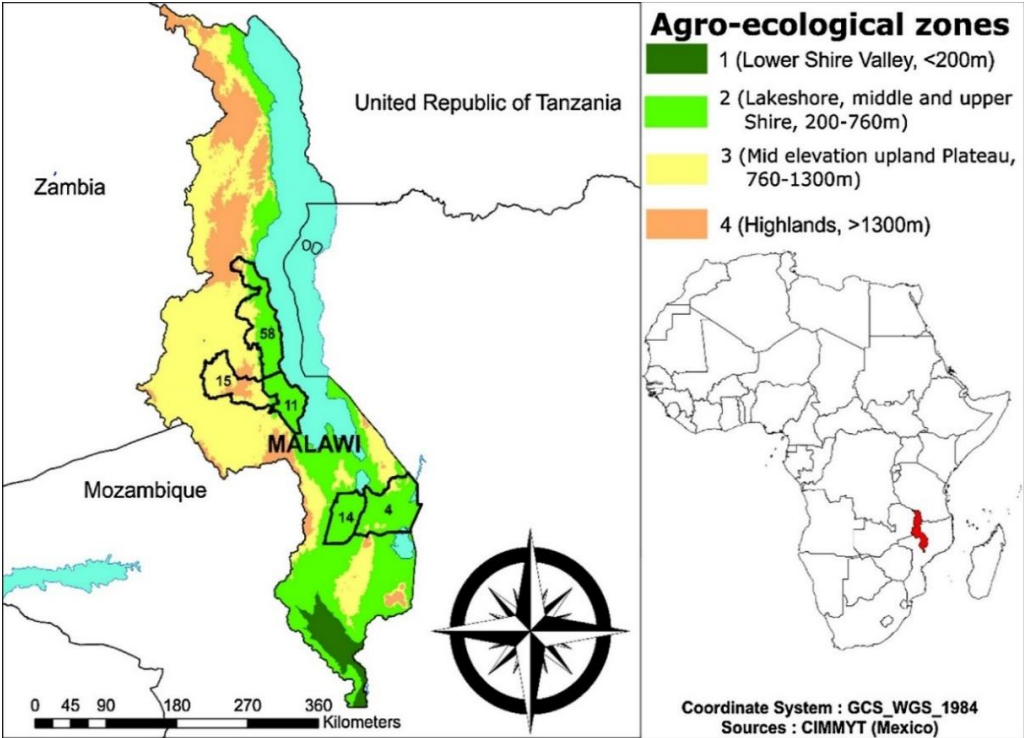 Agro-ecological zones
1 (Lower Shire Valley, <200m)
2 (Lakeshore, middle and upper
Shire, 200-760m)
3 (Mid elevation upland Plateau,
760-1300m)
4 (Highlands, >1300m)
United Republic of Tanzania
Zambia
58
15
11
MALAWI
Mozambique
14
4
0 45 90 180 270 360
Kilometers
Coordinate System : GCS_WGS_1984
Sources : CIMMYT (Mexico)